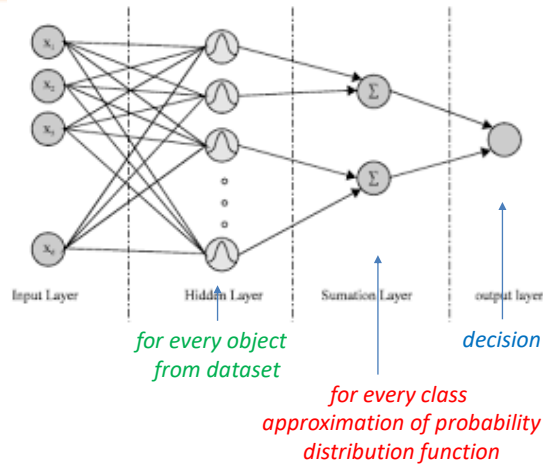 x₁
x₂
x₃
Σ
Σ
Input Layer
Hidden Layer
Sumation Layer
output layer
for every object
from dataset
decision
for every class
approximation of probability
distribution function